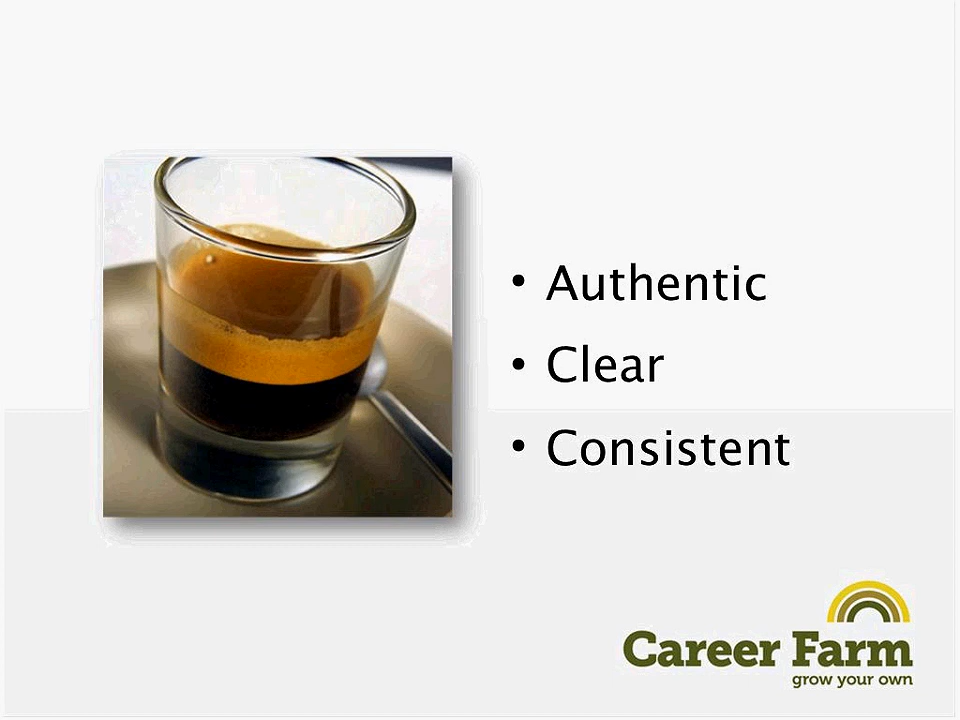 • Authentic
• Clear
• Consistent
Career Farm
grow your own